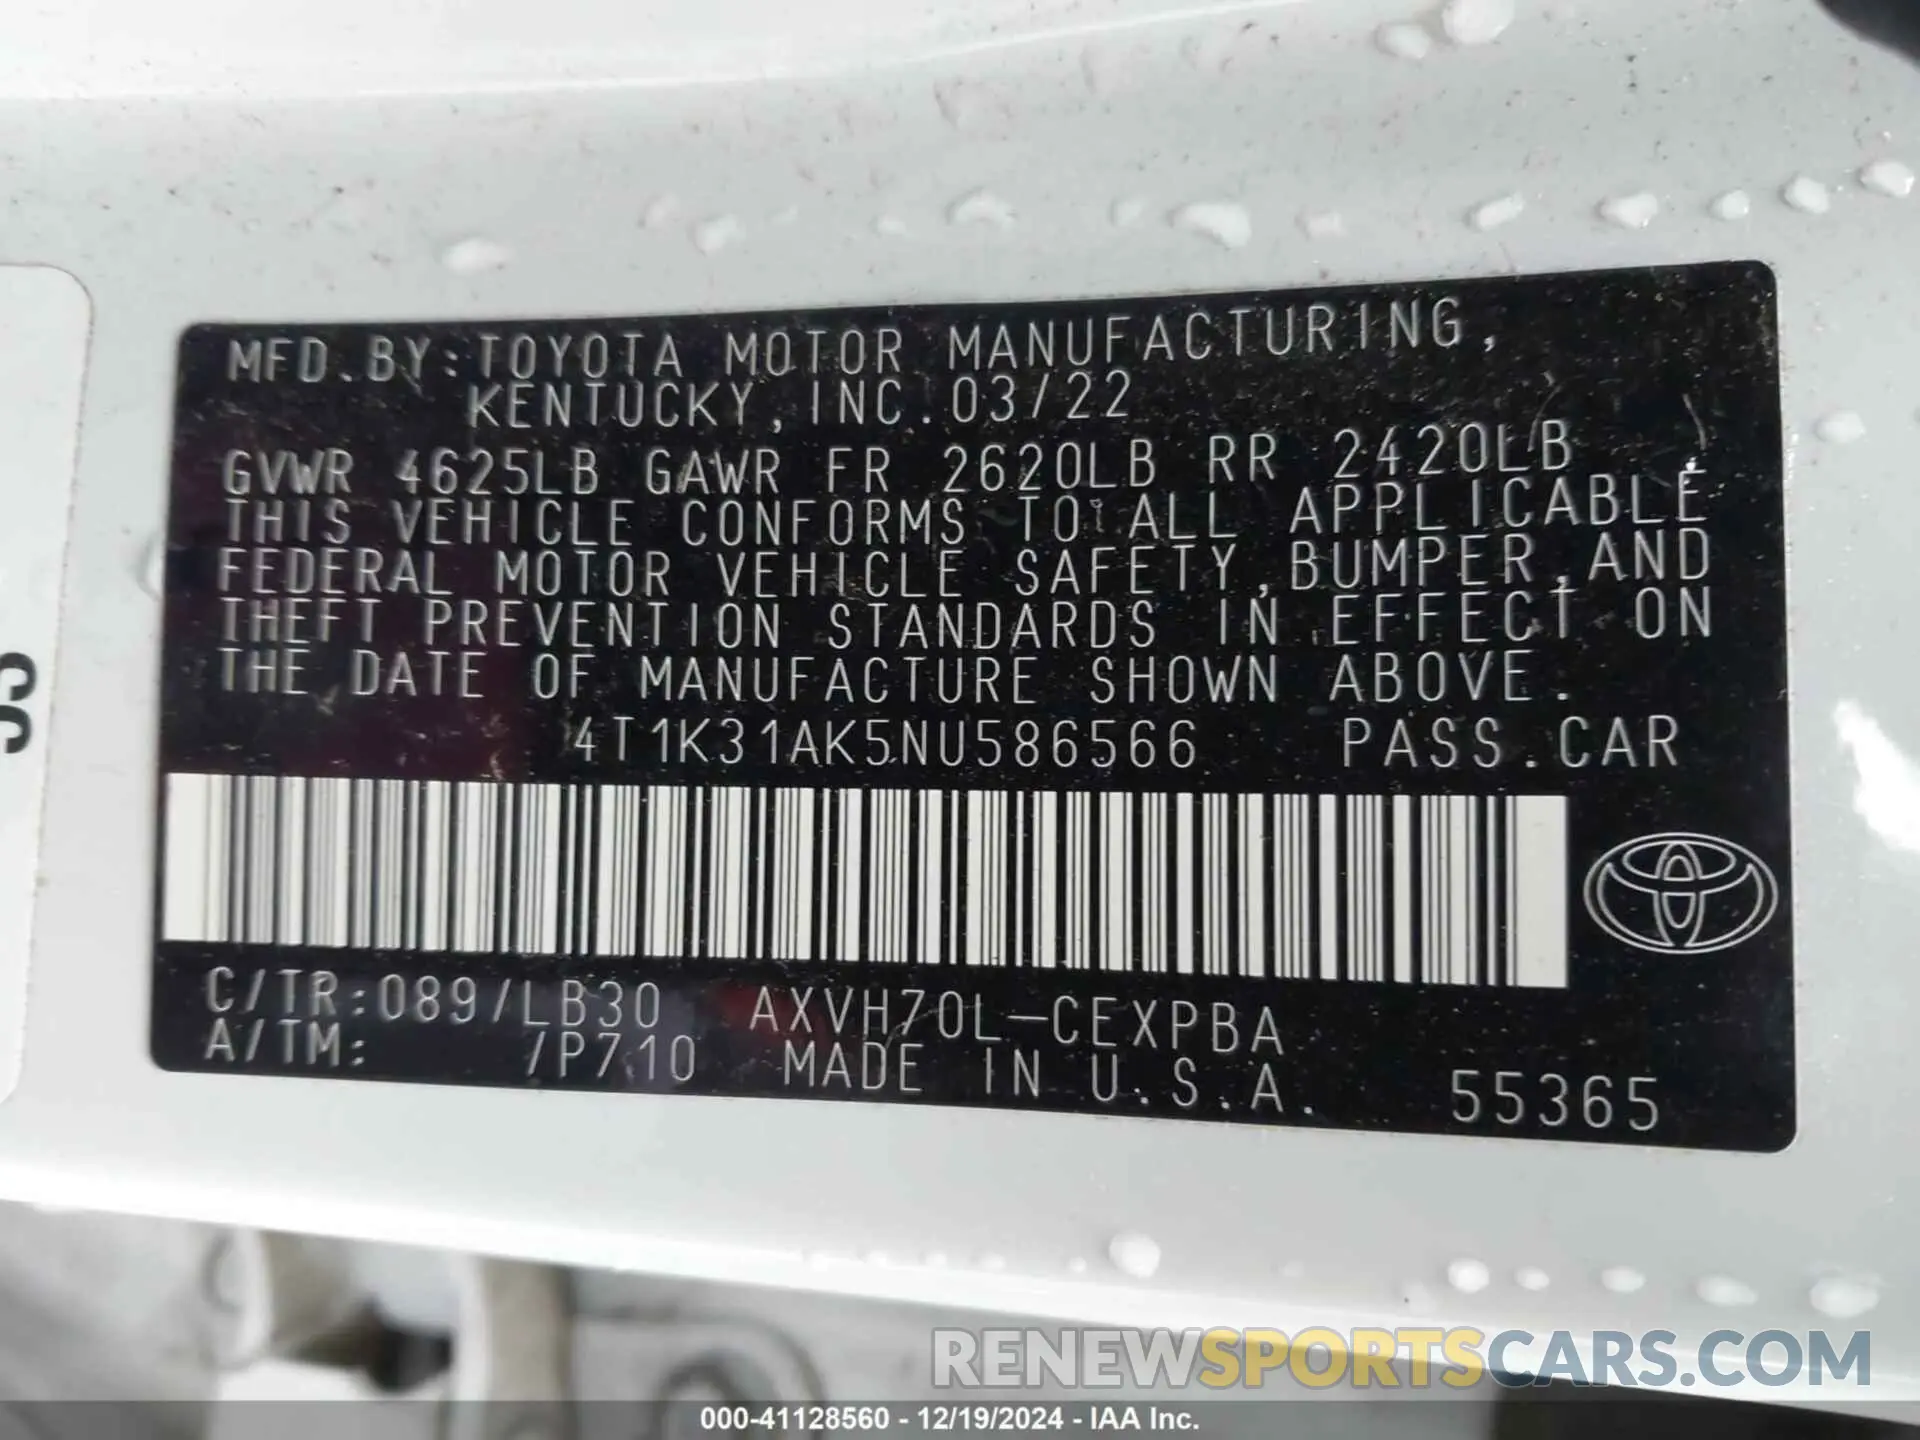 MFD.BY:TOYOTA MOTOR MANUFACTURING,
KENTUCKY,INC.03/22
GVWR 4625LB GAWR FR 2620LB RR 2420LB
THIS VEHICLE CONFORMS TO ALL APPLICABLE
FEDERAL MOTOR VEHICLE SAFETY,BUMPER,AND
THEFT PREVENTION STANDARDS IN EFFECT ON
THE DATE OF MANUFACTURE SHOWN ABOVE.
4T1K31AK5NU586566 PASS.CAR
C/TR:089/LB30 AXVH70L-CEXPBA
A/TM: /P710 MADE IN U.S.A. 55365
RENEWSPORTSCARS.COM
000-41128560 - 12/19/2024 - IAA Inc.